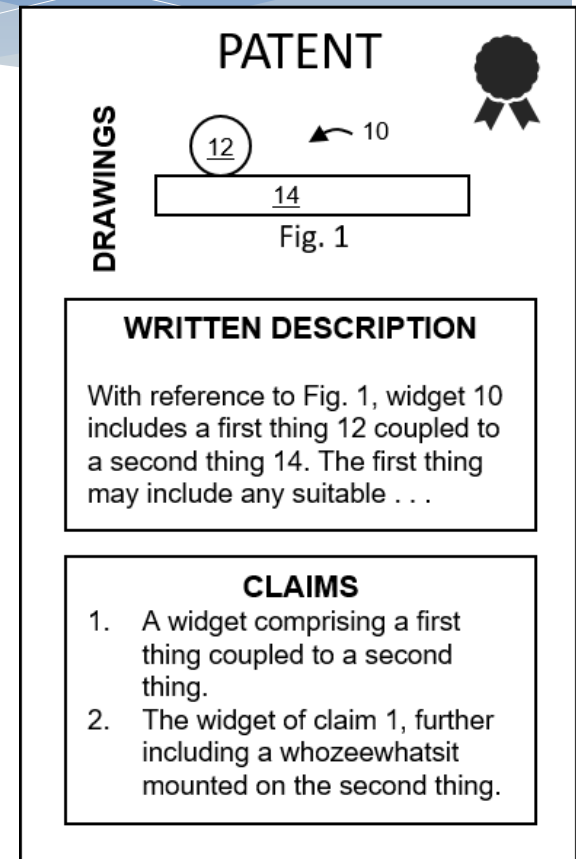 PATENT
DRAWINGS
12
10
14
Fig. 1
WRITTEN DESCRIPTION
With reference to Fig. 1, widget 10
includes a first thing 12 coupled to
a second thing 14. The first thing
may include any suitable . . .
CLAIMS
1. A widget comprising a first
thing coupled to a second
thing.
2. The widget of claim 1, further
including a whozeewhatsit
mounted on the second thing.